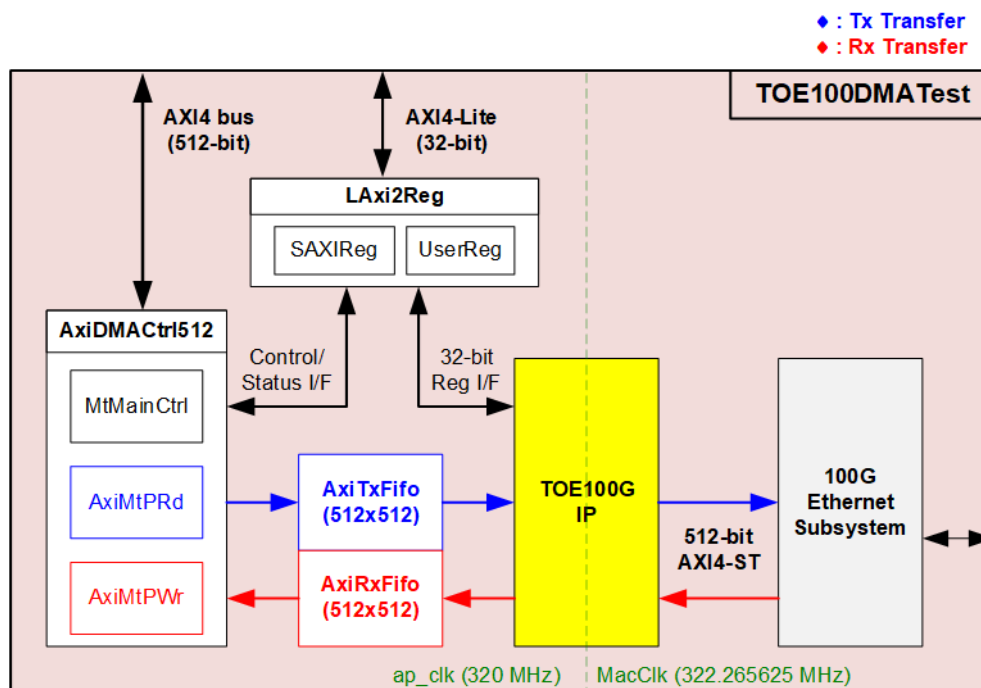 ♦ : Tx Transfer
♦ : Rx Transfer
TOE100DMATest
AXI4 bus
(512-bit)
AXI4-Lite
(32-bit)
LAxi2Reg
SAXIReg
UserReg
AxiDMACtrl512
Control/
Status I/F
32-bit
Reg I/F
MtMainCtrl
AxiMtPRd
AxiTxFifo
(512x512)
TOE100G
IP
100G
Ethernet
Subsystem
512-bit
AXI4-ST
AxiMtPWr
AxiRxFifo
(512x512)
ap_clk (320 MHz)
MacClk (322.265625 MHz)